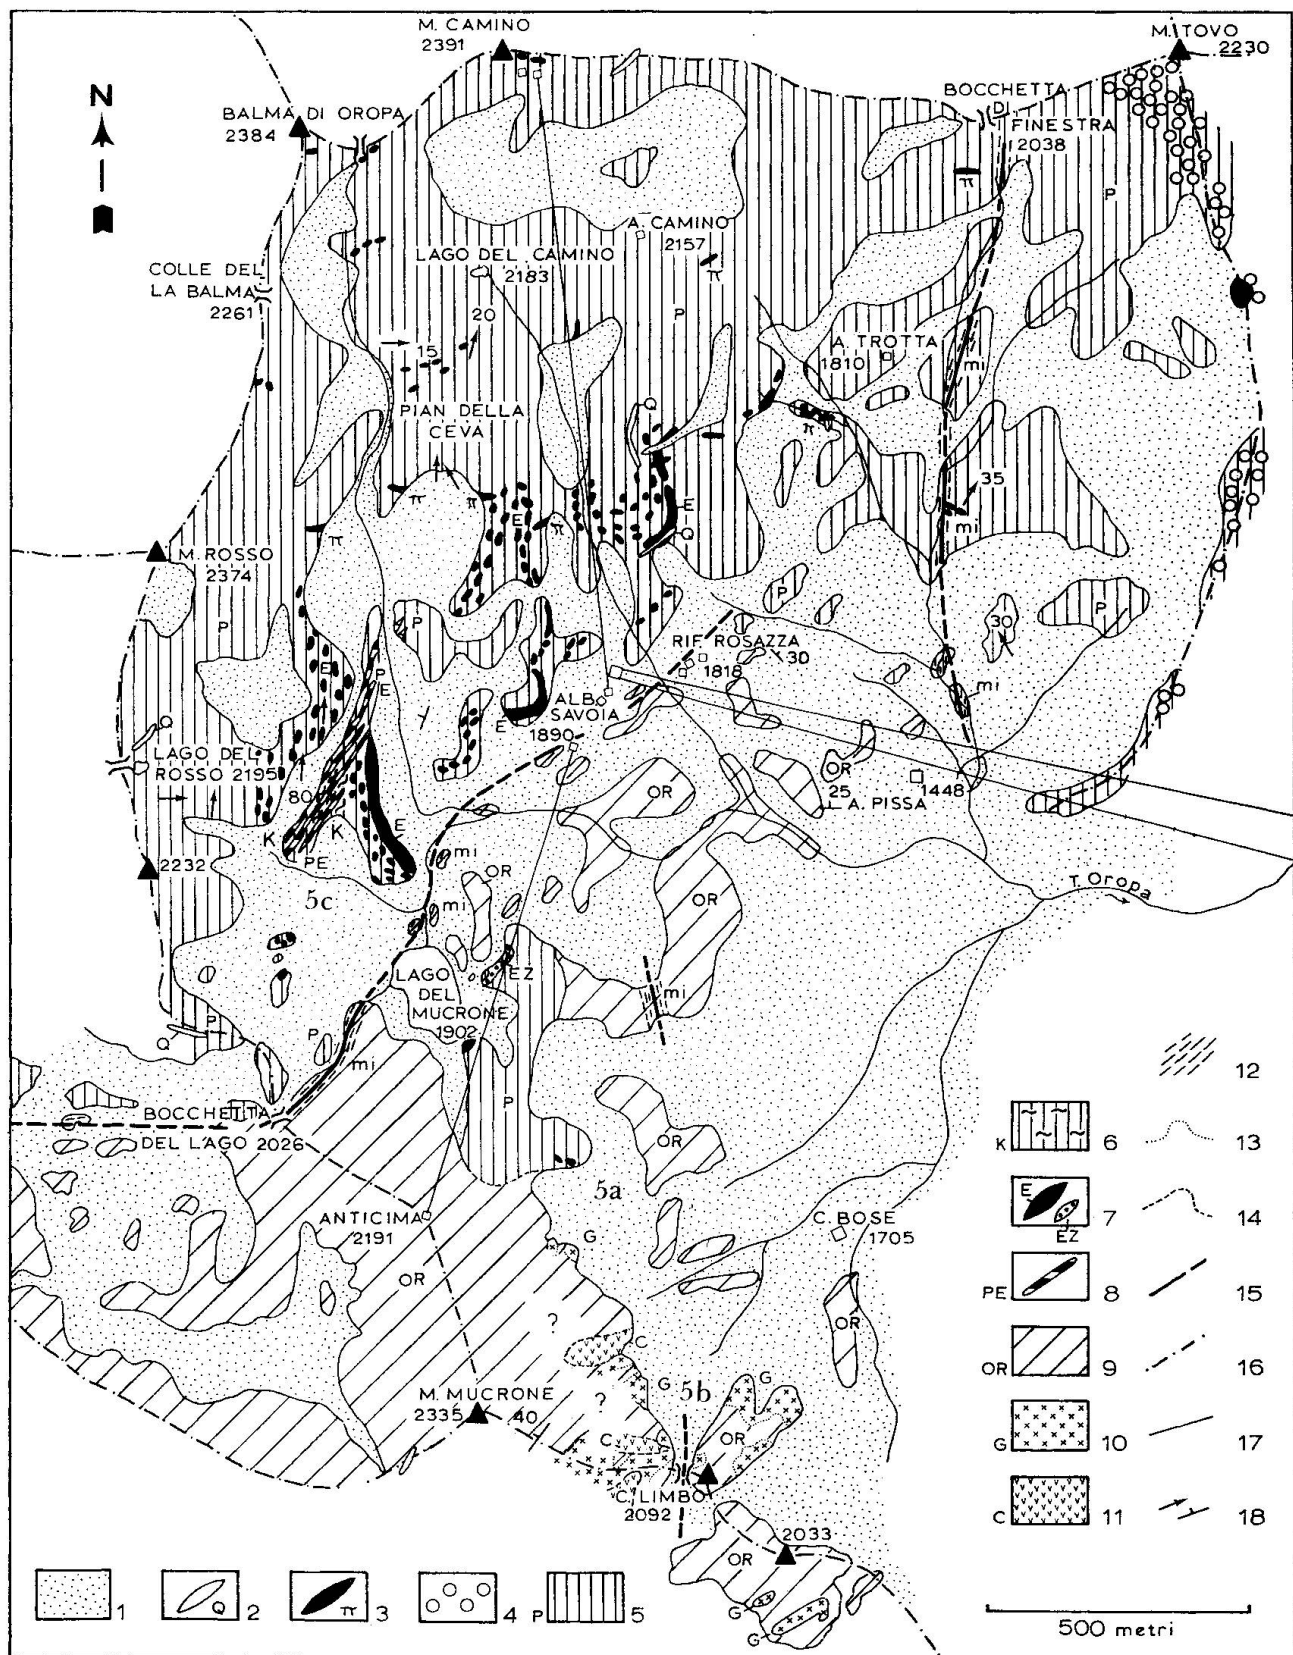 M. CAMINO
2391
M. TOVO
2230
N
BALMA DI OROPA
2384
BOCCHETTA
DI
FINESTRA
2038
π
P
A. CAMINO
2157
LAGO DEL CAMINO
2183
π
COLLE DEL
LA BALMA
2261
20
P
15
A. TROTTA
1810
mi
PIAN DELLA
CEVA
Q
π
π
π
35
E
E
π
Q
mi
π
M. ROSSO
2374
P
P
P
P
RIF. ROSAZZA
1818
30
30
E
P
E
mi
ALB.
SAVOIA
1890
E
Q
LAGO DEL
ROSSO 2195
80
OR
OR
25
A. PISSA
1448
K
K
E
PE
mi
OR
2232
5c
OR
T. Oropa
mi
LAGO
DEL
MUCRONE
1902
EZ
mi
P
Q
P
mi
P
BOCCHETTA
DEL LAGO 2026
OR
5a
ANTICIMA
2191
G
C. BOSE
1705
OR
OR
?
C
M. MUCRONE
2335
40
?
G
5b
G
C
OR
C. LIMBO
2092
2033
OR
G
G
12
K 6
13
E
EZ
7
14
PE 8
15
OR 9
16
G 10
17
C 11
18
1
Q 2
π 3
4
P 5
500 metri